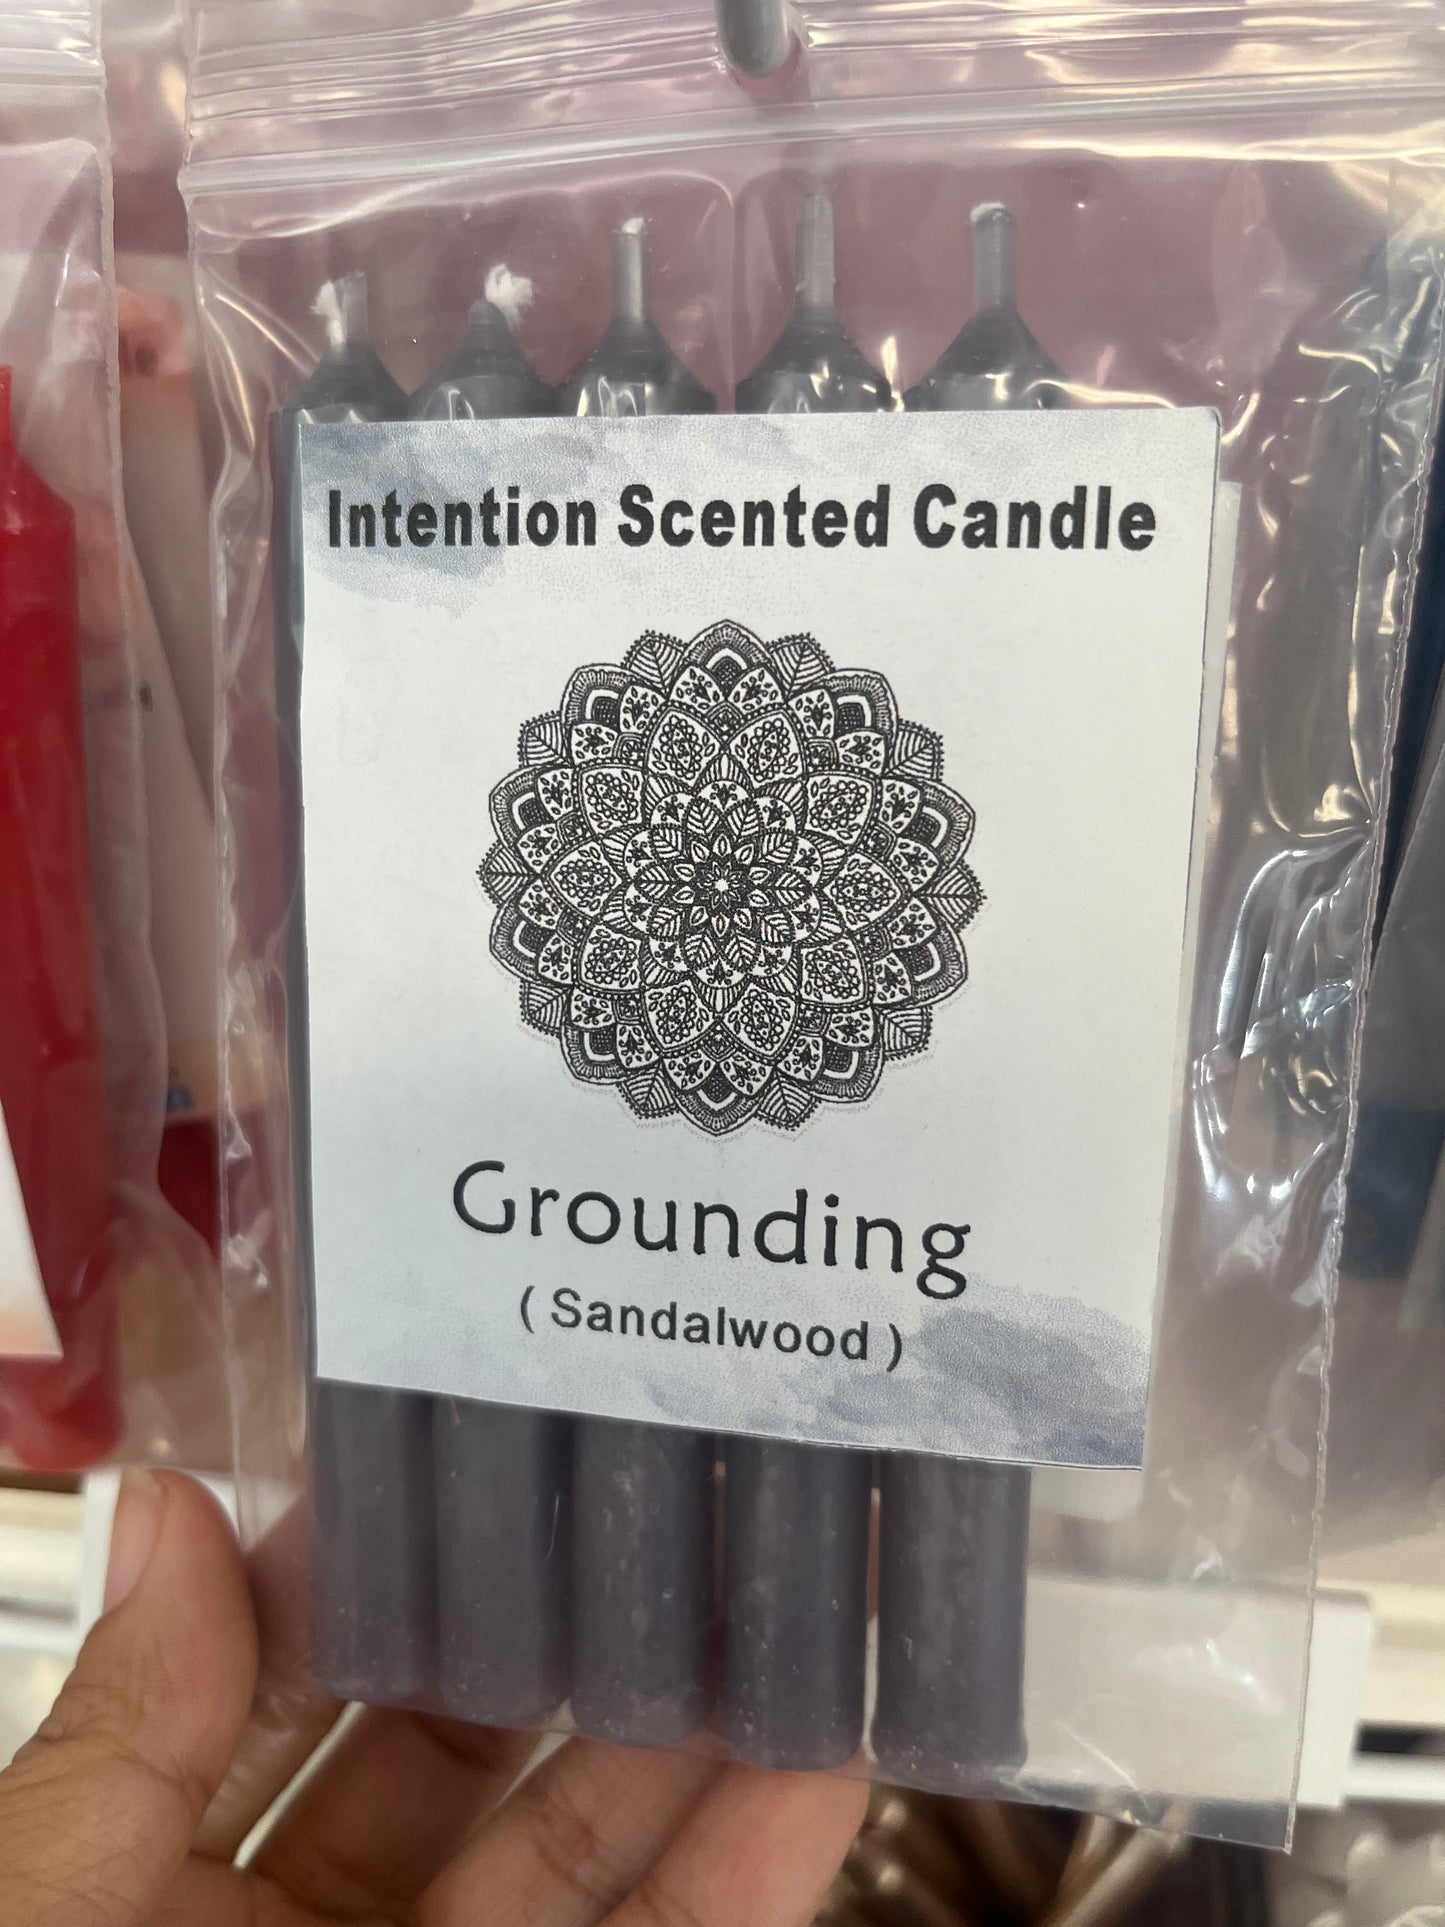 Intention Scented Candle
Grounding
( Sandalwood )